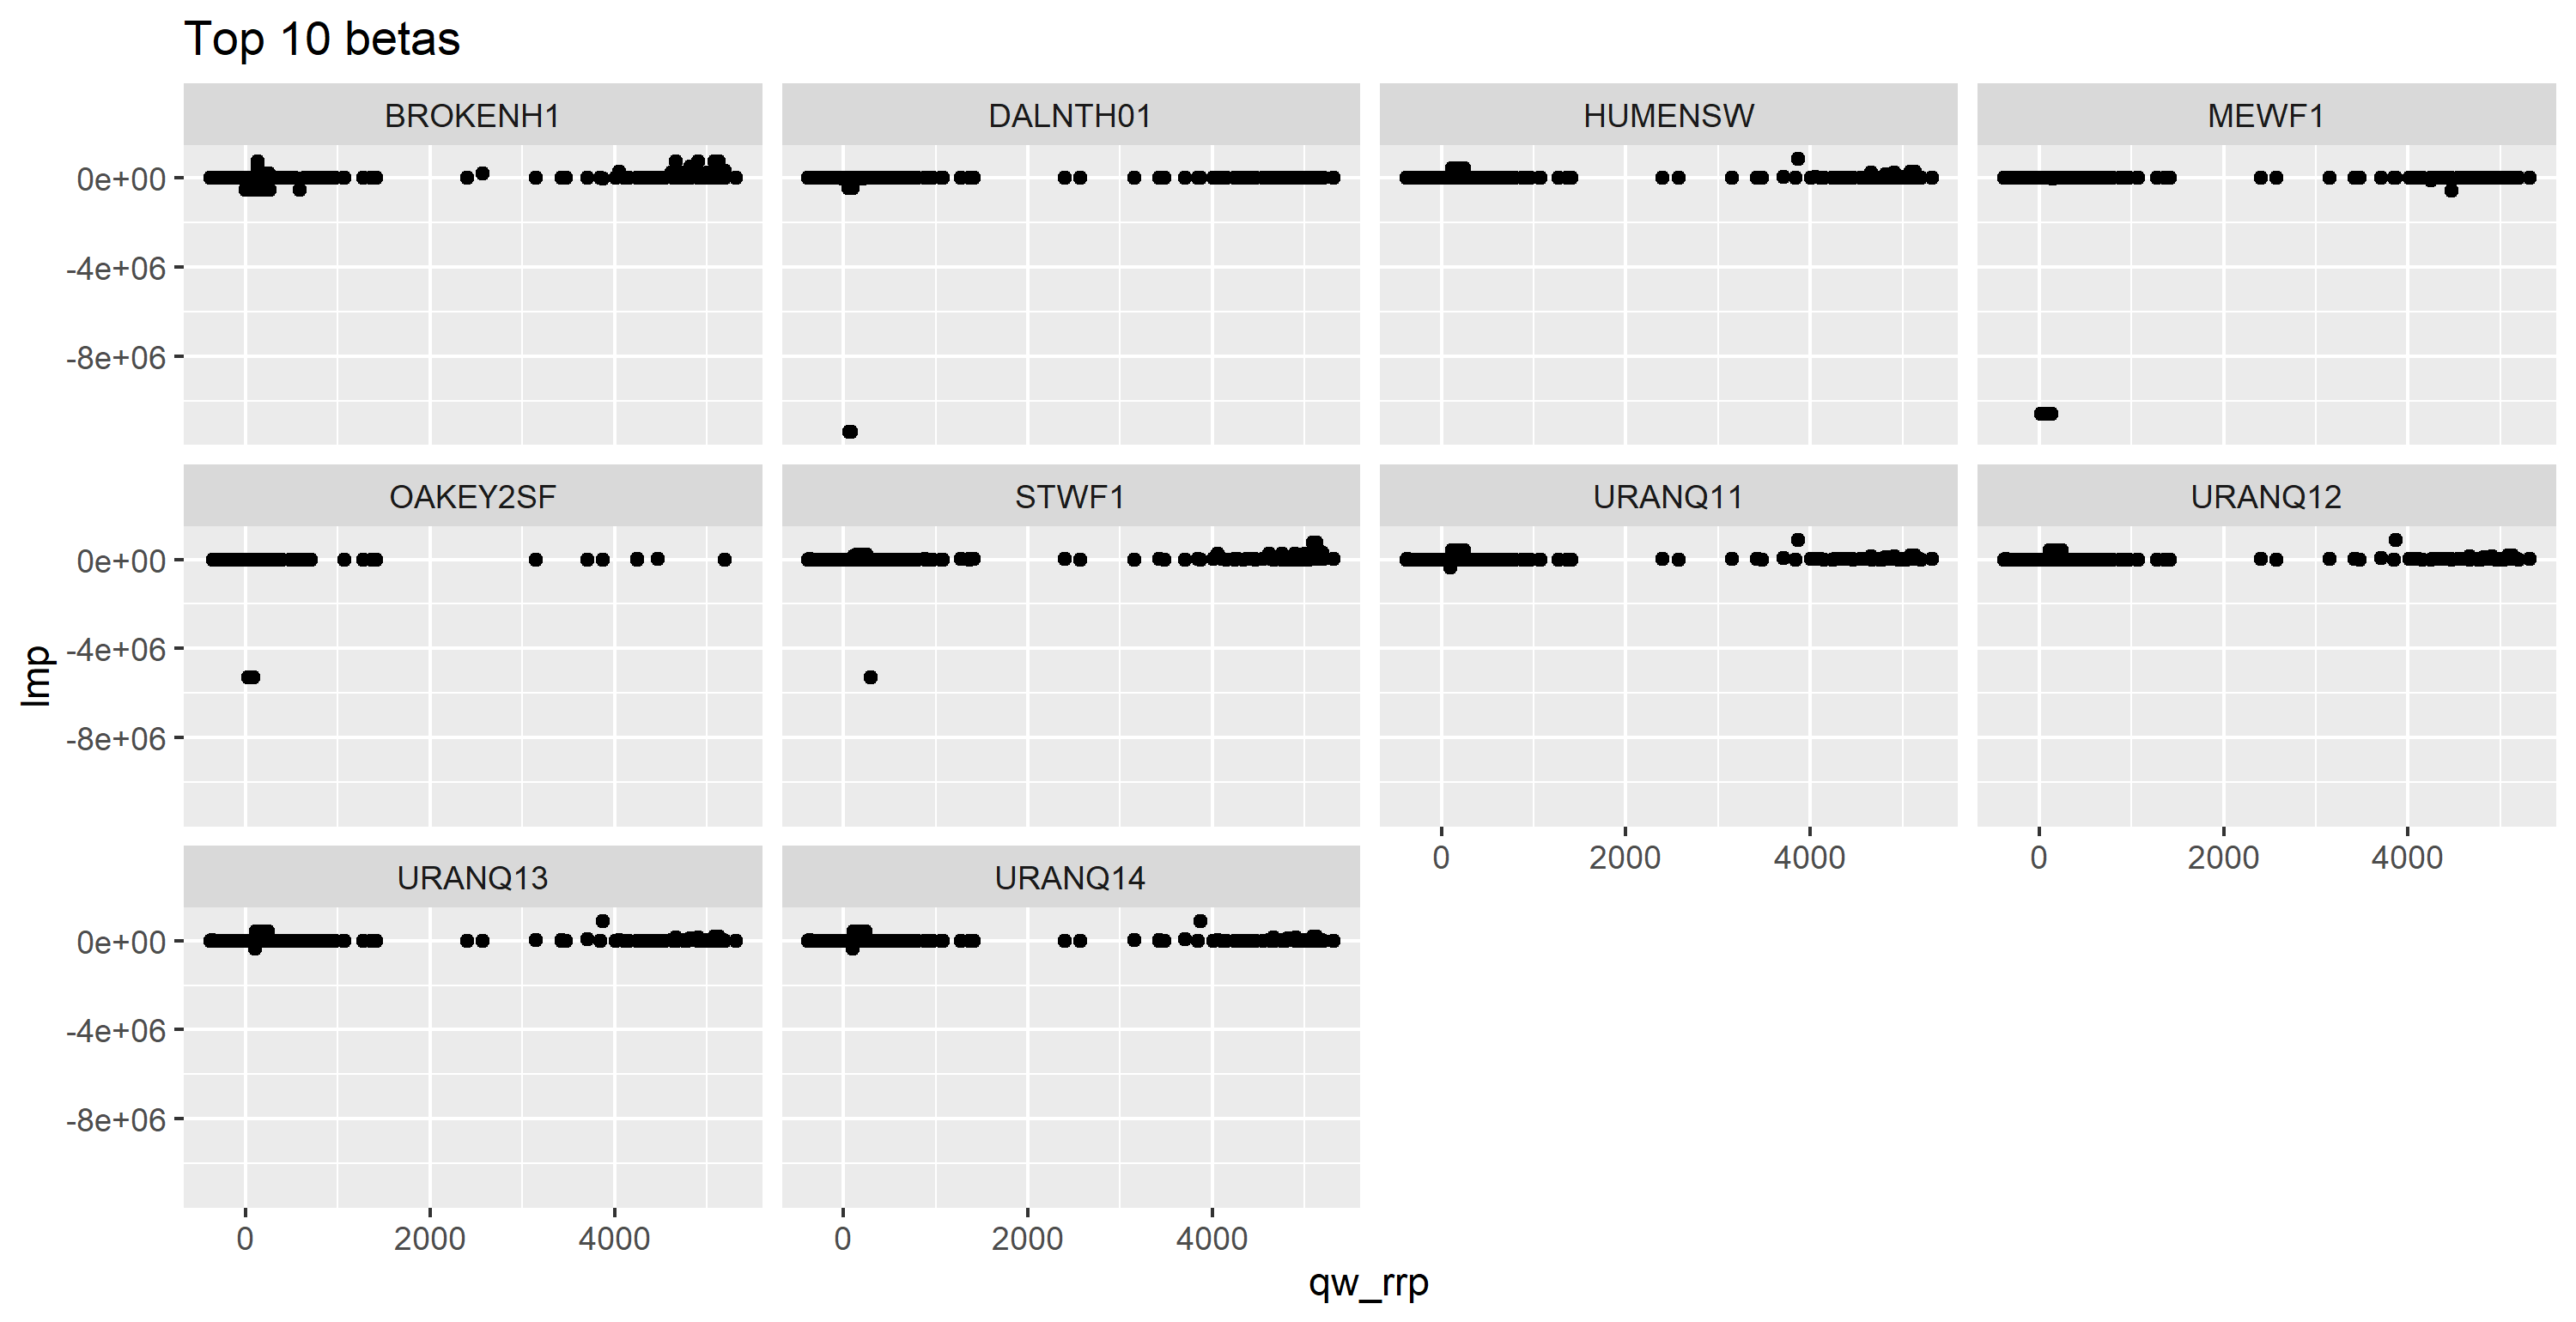 Top 10 betas
BROKENH1 DALNTH01 HUMENSW MEWF1
0e+00
-4e+06
-8e+06
OAKEY2SF STWF1 URANQ11 URANQ12
0e+00
-4e+06
-8e+06
0 2000 4000 0 2000 4000
URANQ13 URANQ14
0e+00
-4e+06
-8e+06
0 2000 4000 0 2000 4000
lmp
qw_rrp